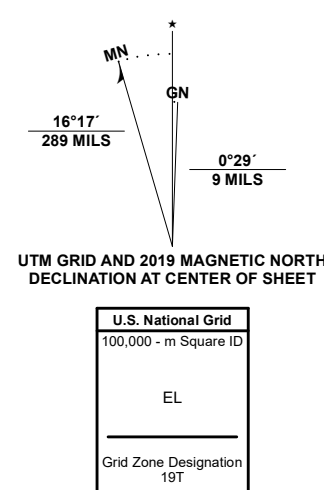 MN
GN
16°17´
289 MILS
0°29´
9 MILS
UTM GRID AND 2019 MAGNETIC NORTH
DECLINATION AT CENTER OF SHEET
U.S. National Grid
100,000 - m Square ID
EL
Grid Zone Designation
19T